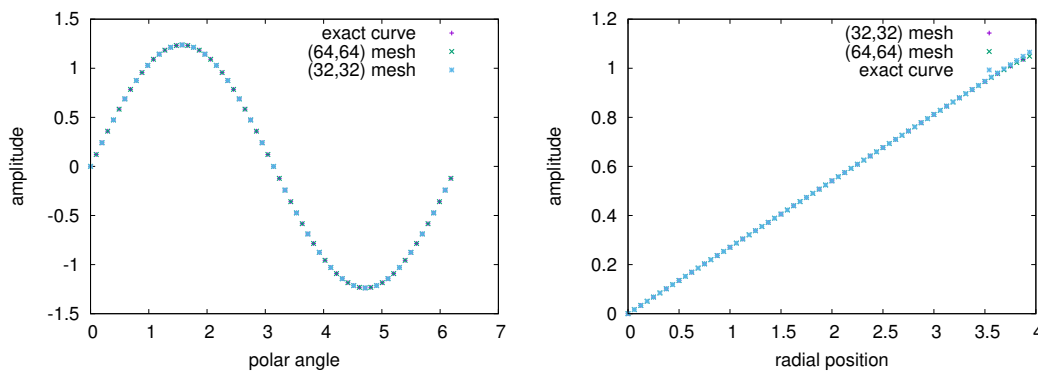 1.5
1
0.5
0
-0.5
-1
-1.5
0 1 2 3 4 5 6 7
amplitude
polar angle
exact curve
(64,64) mesh
(32,32) mesh
1.2
1
0.8
0.6
0.4
0.2
0
0 0.5 1 1.5 2 2.5 3 3.5 4
amplitude
radial position
(32,32) mesh
(64,64) mesh
exact curve